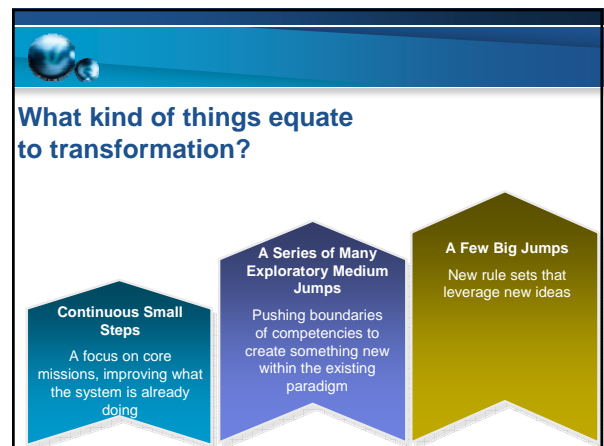 What kind of things equate
to transformation?
Continuous Small
Steps
A focus on core
missions, improving what
the system is already
doing
A Series of Many
Exploratory Medium
Jumps
Pushing boundaries
of competencies to
create something new
within the existing
paradigm
A Few Big Jumps
New rule sets that
leverage new ideas